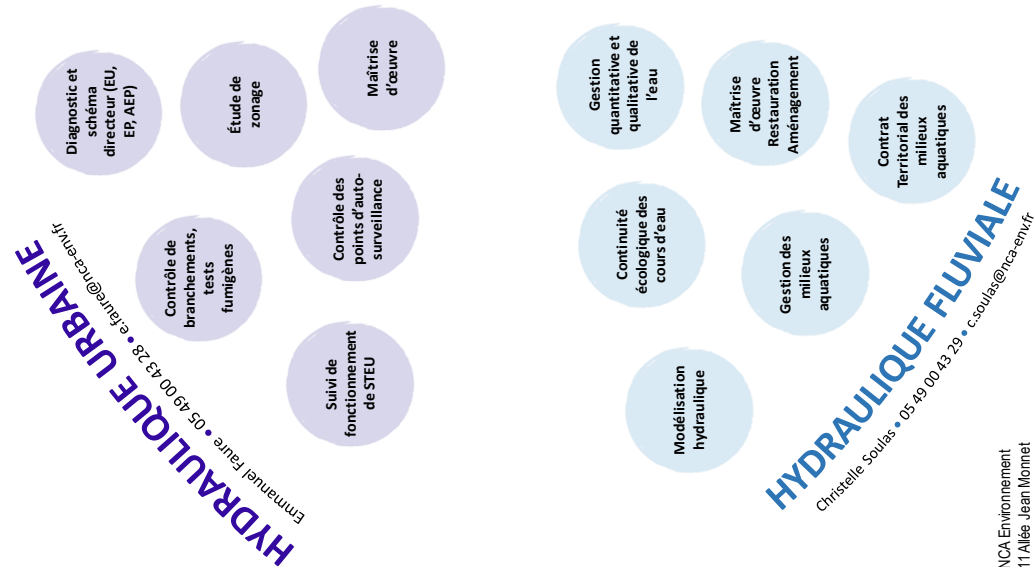 HYDRAULIQUE URBAINE
Emmanuel Faure • 05 49 00 43 28 • e.faure@nca-env.fr
Diagnostic et
schéma
directeur (EU,
EP, AEP)
Étude de
zonage
Maîtrise
d'œuvre
Contrôle de
branchements,
tests
fumigènes
Contrôle des
points d'auto-
surveillance
Suivi de
fonctionnement
de STEU
HYDRAULIQUE FLUVIALE
Christelle Soulas • 05 49 00 43 29 • c.soulas@nca-env.fr
Gestion
quantitative et
qualitative de
l'eau
Maîtrise
d'œuvre
Restauration
Aménagement
Contrat
Territorial des
milieux
aquatiques
Continuité
écologique des
cours d'eau
Gestion des
milieux
aquatiques
Modélisation
hydraulique
NCA Environnement
11 Allée Jean Monnet